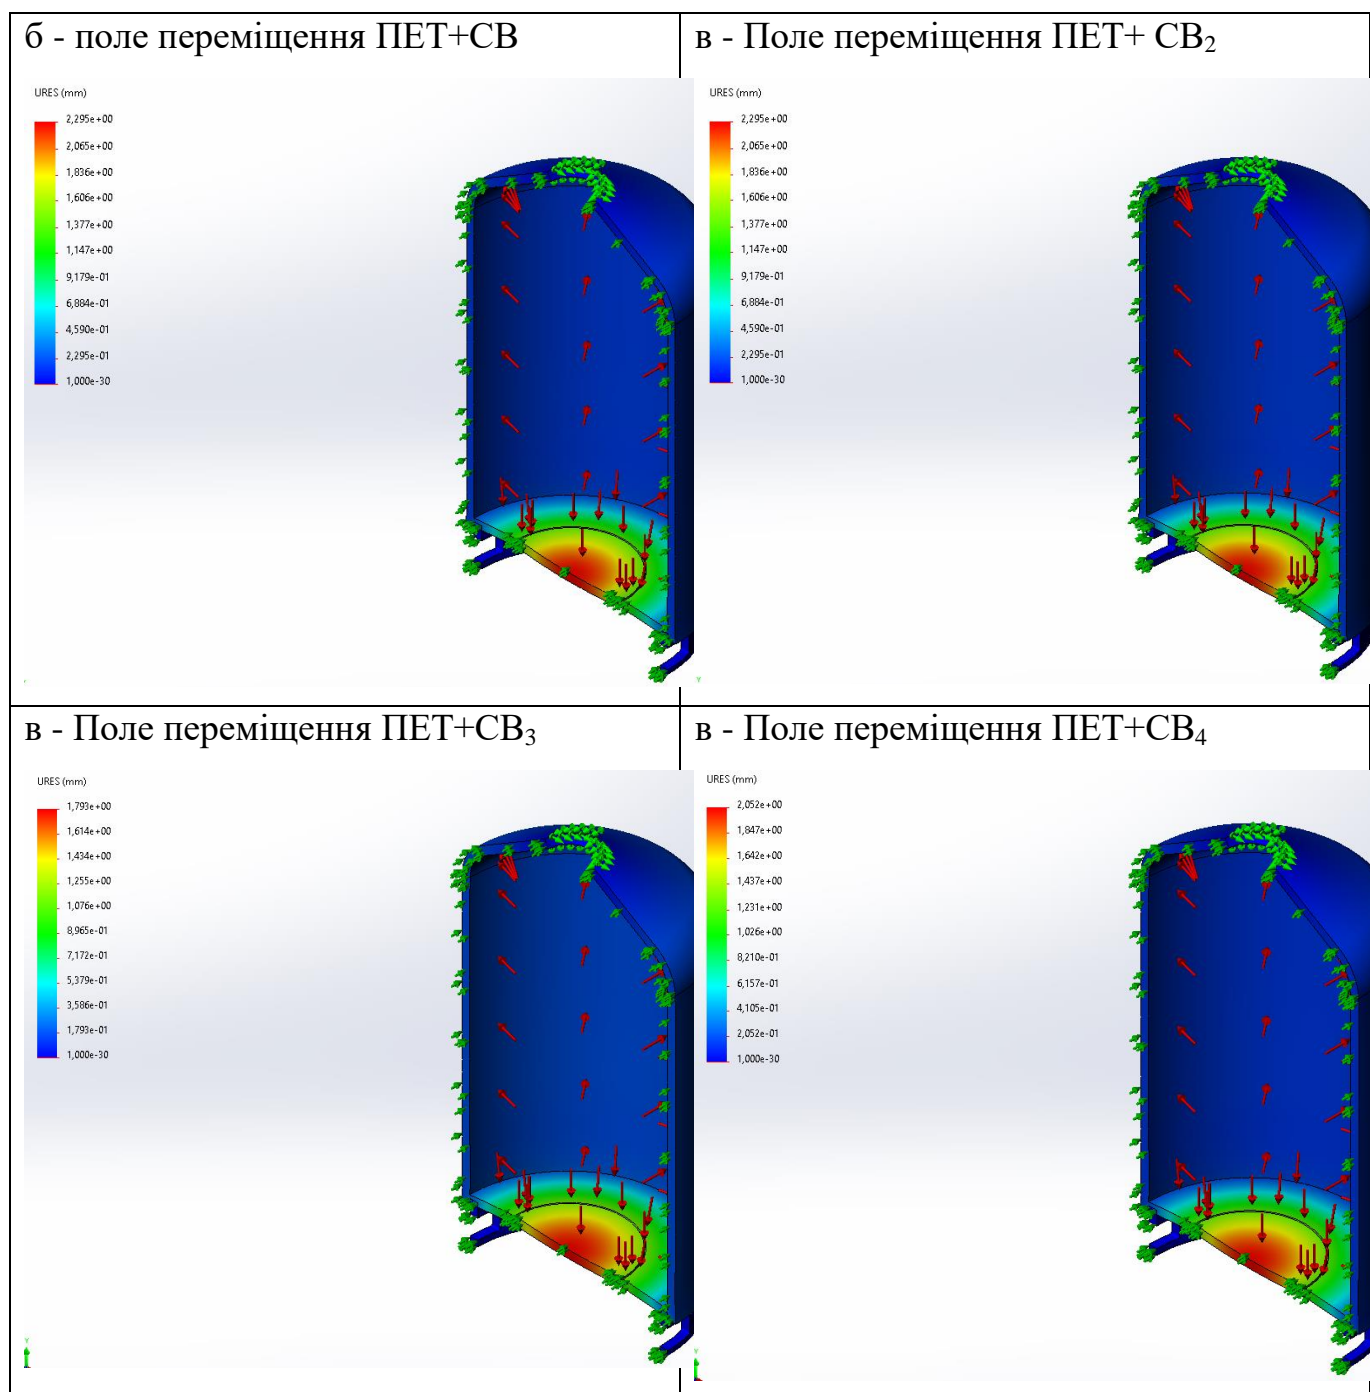 б - поле переміщення ПЕТ+СВ
URES (mm)
2,295e+00
2,065e+00
1,836e+00
1,606e+00
1,377e+00
1,147e+00
9,179e-01
6,884e-01
4,590e-01
2,295e-01
1,000e-30
в - Поле переміщення ПЕТ+ СВ₂
URES (mm)
2,295e+00
2,065e+00
1,836e+00
1,606e+00
1,377e+00
1,147e+00
9,179e-01
6,884e-01
4,590e-01
2,295e-01
1,000e-30
в - Поле переміщення ПЕТ+СВ₃
URES (mm)
1,793e+00
1,614e+00
1,434e+00
1,255e+00
1,076e+00
8,965e-01
7,172e-01
5,379e-01
3,586e-01
1,793e-01
1,000e-30
в - Поле переміщення ПЕТ+СВ₄
URES (mm)
2,052e+00
1,847e+00
1,642e+00
1,437e+00
1,231e+00
1,026e+00
8,210e-01
6,157e-01
4,105e-01
2,052e-01
1,000e-30